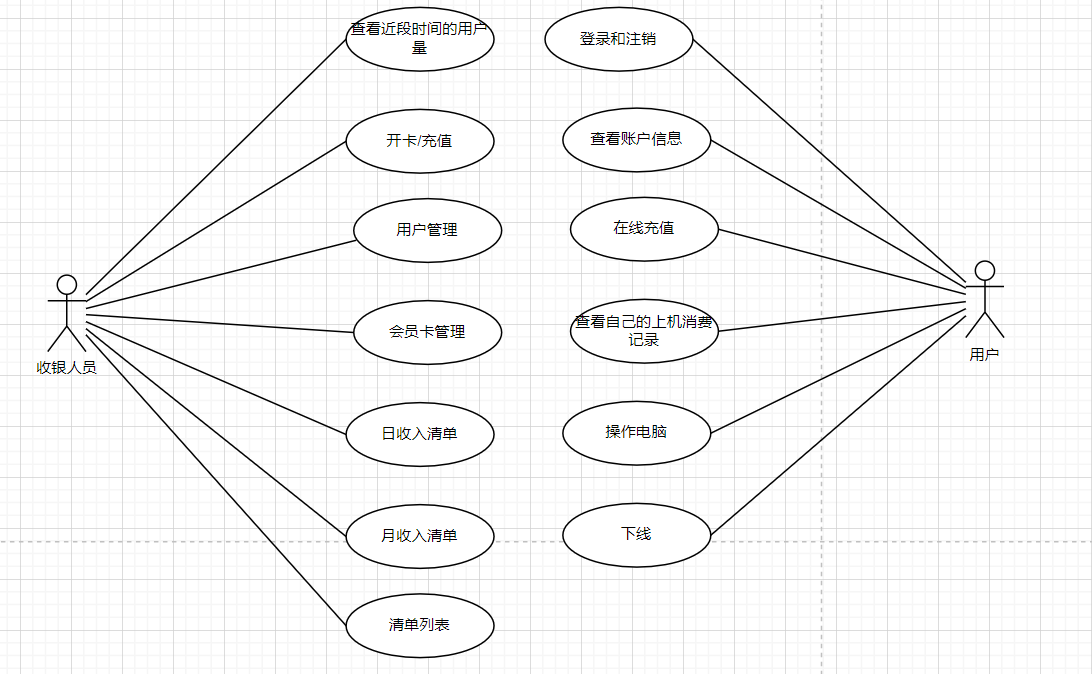 查看近段时间的用户
量
登录和注销
开卡/充值
查看账户信息
用户管理
在线充值
会员卡管理
查看自己的上机消费
记录
收银人员
用户
日收入清单
操作电脑
月收入清单
下线
清单列表